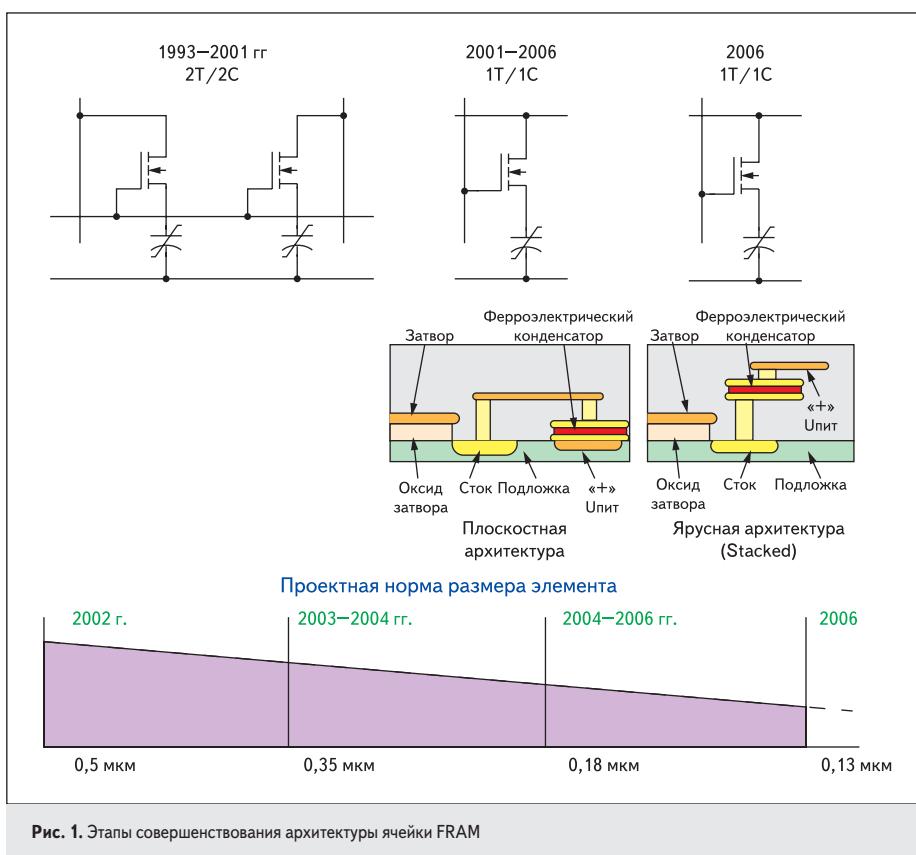 1993–2001 гг
2T/2C
2001–2006
1T/1C
2006
1T/1C
Затвор
Ферроэлектрический
конденсатор
Затвор
«+»
Uпит
Оксид
затвора
Сток
Подложка
«+»
Uпит
Плоскостная
архитектура
Оксид
затвора
Сток
Подложка
Ярусная архитектура
(Stacked)
Проектная норма размера элемента
2002 г.
2003–2004 гг.
2004–2006 гг.
2006
0,5 мкм
0,35 мкм
0,18 мкм
0,13 мкм
Рис. 1. Этапы совершенствования архитектуры ячейки FRAM